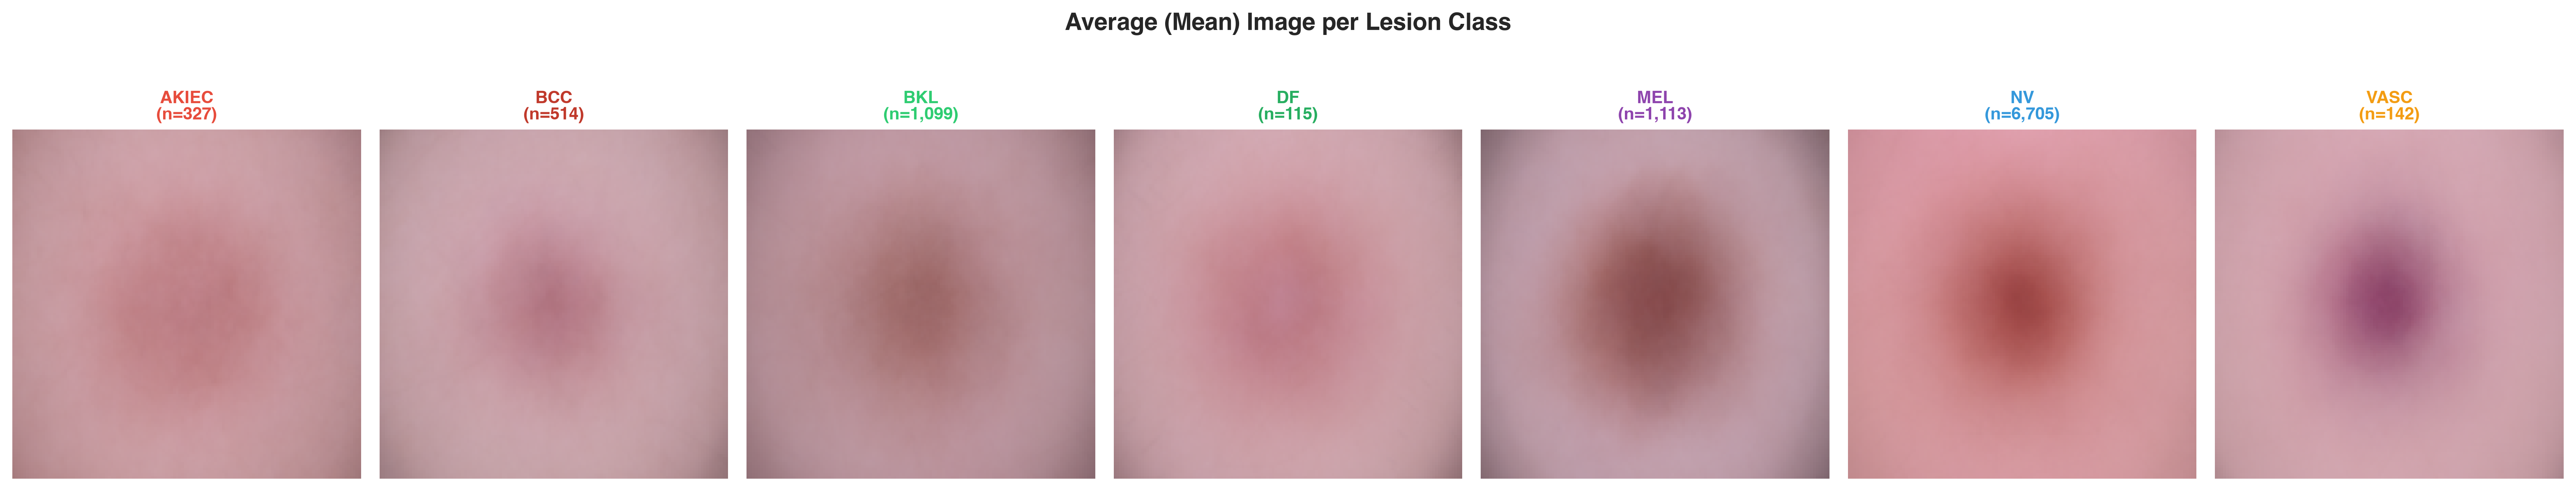 Average (Mean) Image per Lesion Class
AKIEC
(n=327)
BCC
(n=514)
BKL
(n=1,099)
DF
(n=115)
MEL
(n=1,113)
NV
(n=6,705)
VASC
(n=142)